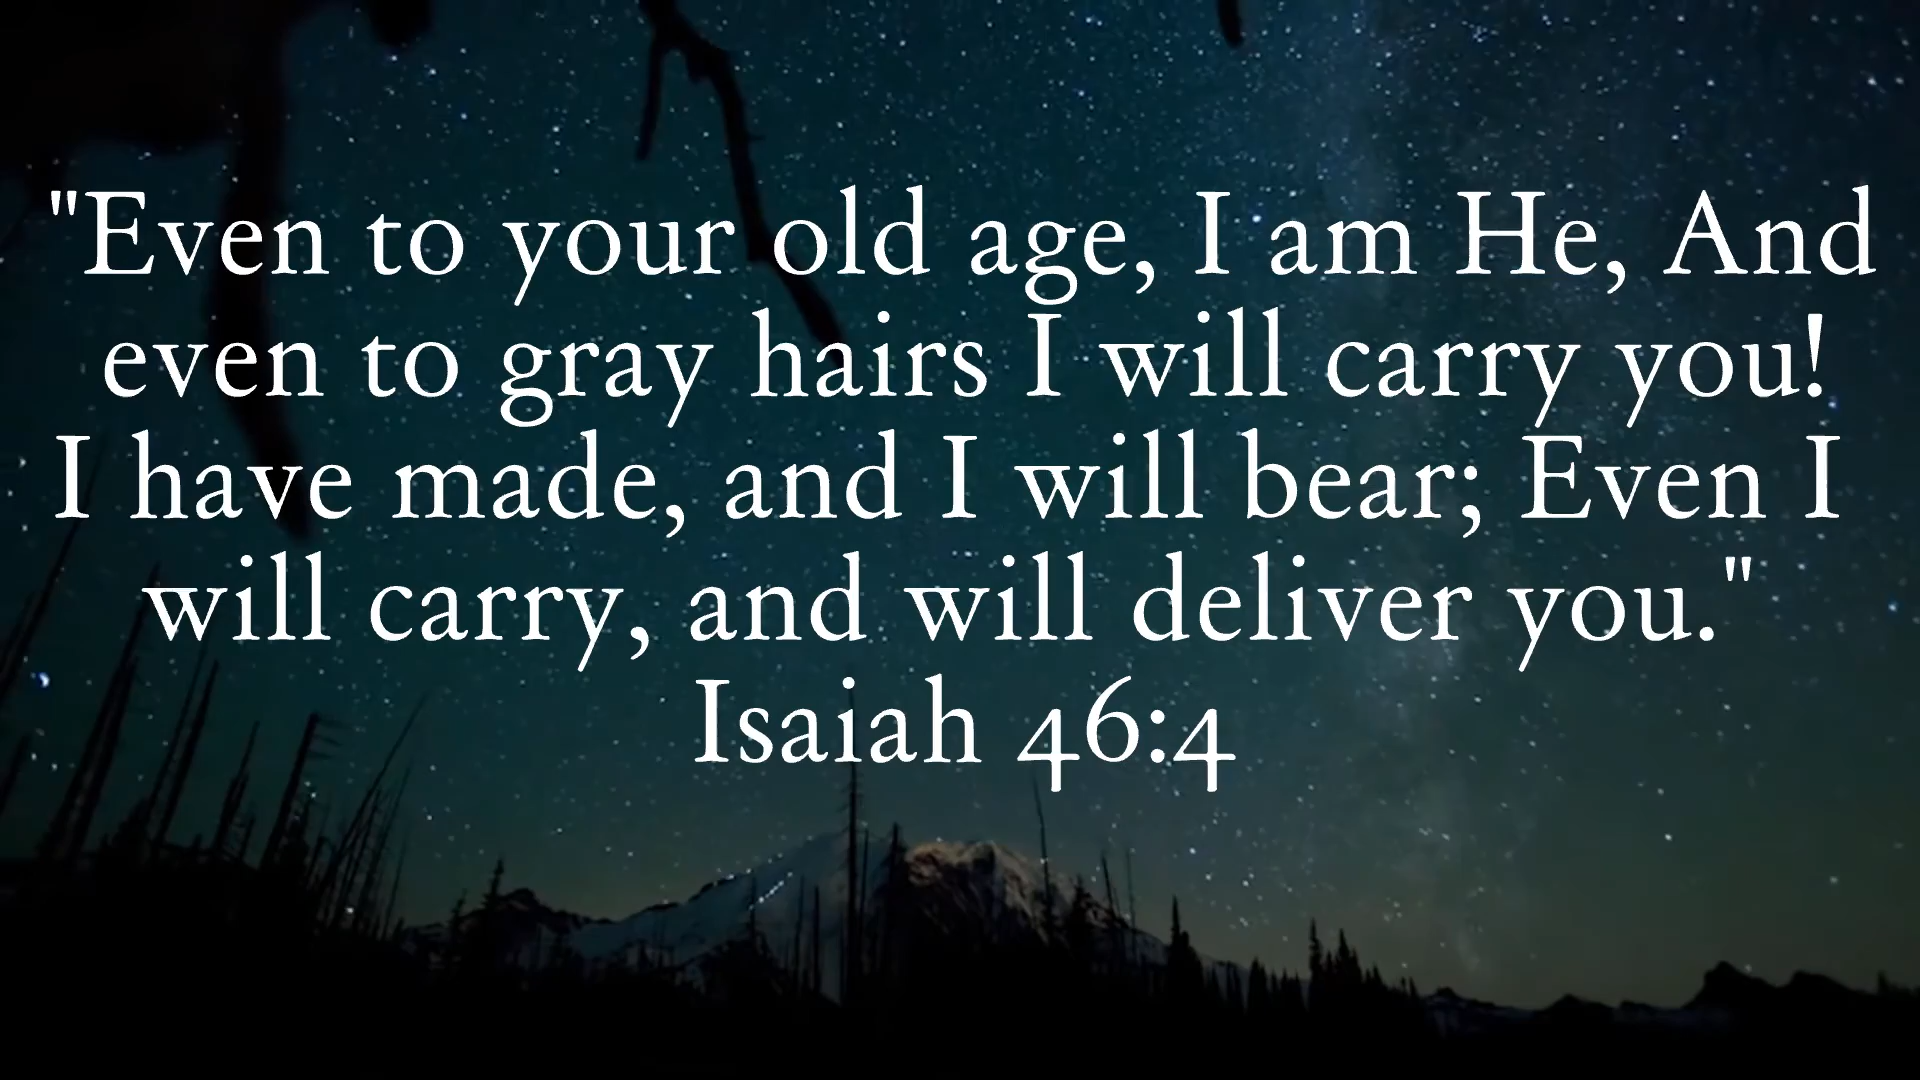 "Even to your old age, I am He, And
even to gray hairs I will carry you!
I have made, and I will bear; Even I
will carry, and will deliver you."
Isaiah 46:4